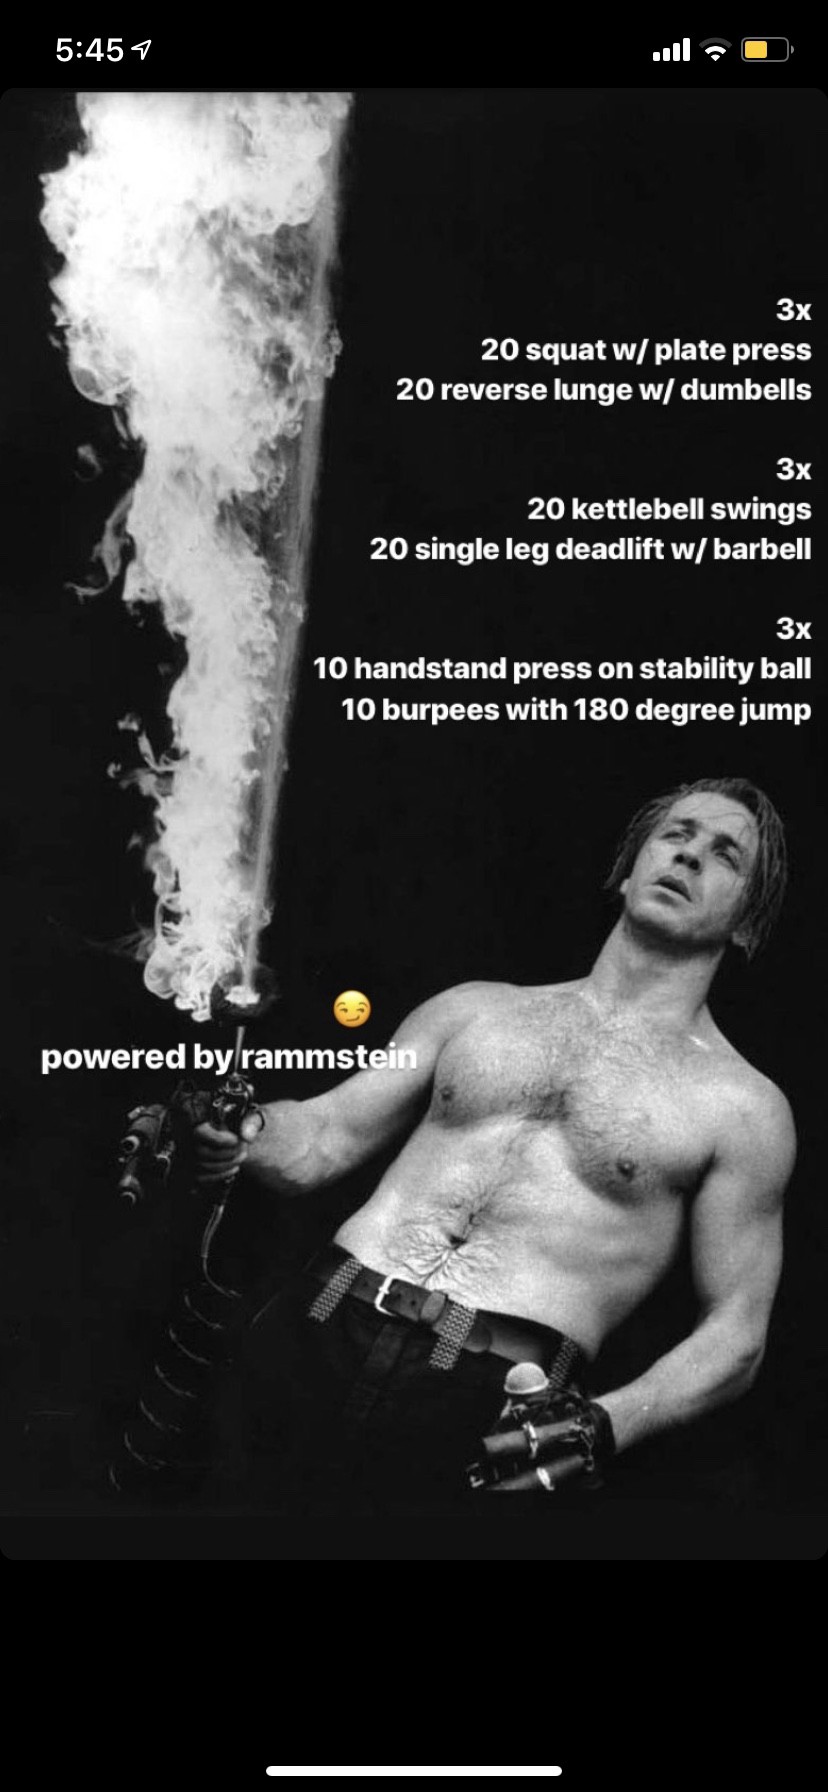 5:45
3x
20 squat w/ plate press
20 reverse lunge w/ dumbells
3x
20 kettlebell swings
20 single leg deadlift w/ barbell
3x
10 handstand press on stability ball
10 burpees with 180 degree jump
😏
powered by rammstein